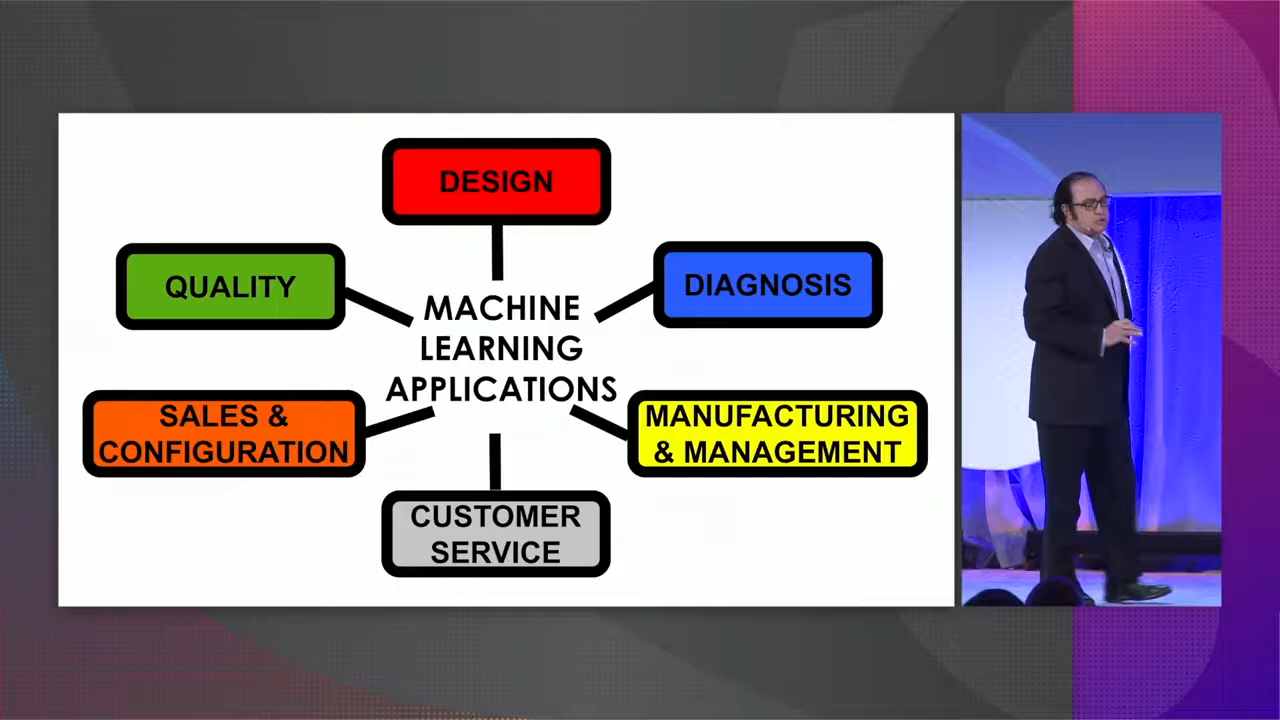 DESIGN
QUALITY
DIAGNOSIS
MACHINE
LEARNING
APPLICATIONS
SALES &
CONFIGURATION
MANUFACTURING
& MANAGEMENT
CUSTOMER
SERVICE